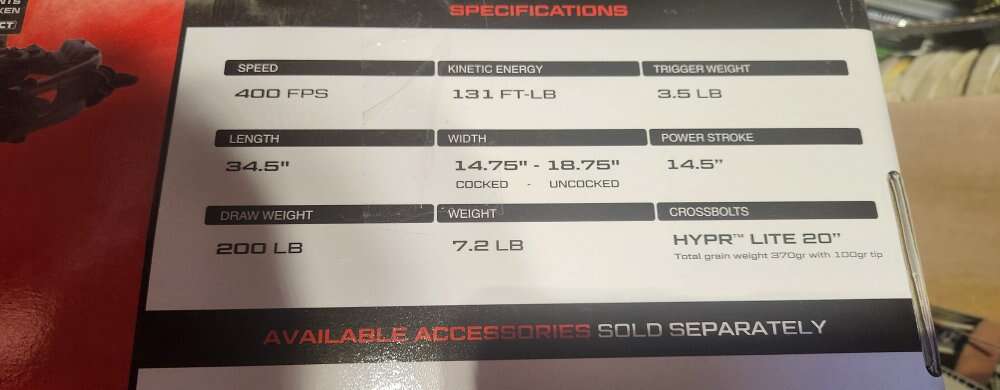 SPECIFICATIONS
SPEED KINETIC ENERGY TRIGGER WEIGHT
400 FPS 131 FT-LB 3.5 LB
LENGTH WIDTH POWER STROKE
34.5" 14.75" - 18.75" 14.5”
COCKED - UNCOCKED
DRAW WEIGHT WEIGHT CROSSBOLTS
200 LB 7.2 LB HYPR™ LITE 20”
Total grain weight 370gr with 100gr tip
AVAILABLE ACCESSORIES SOLD SEPARATELY